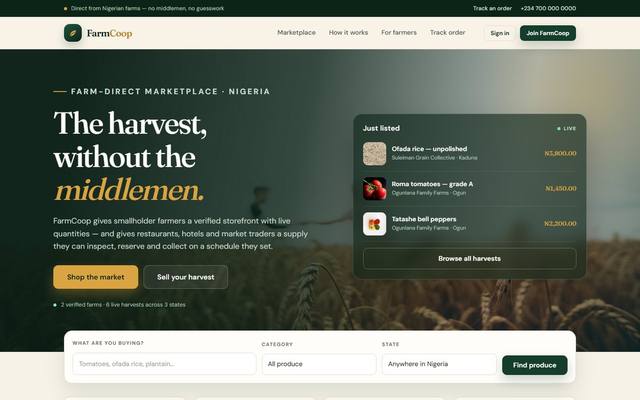 Direct from Nigerian farms — no middlemen, no guesswork
Track an order
+234 700 000 0000
FarmCoop
Marketplace
How it works
For farmers
Track order
Sign in
Join FarmCoop
FARM-DIRECT MARKETPLACE · NIGERIA
The harvest,
without the
middlemen.
FarmCoop gives smallholder farmers a verified storefront with live
quantities — and gives restaurants, hotels and market traders a supply
they can inspect, reserve and collect on a schedule they set.
Shop the market
Sell your harvest
2 verified farms · 6 live harvests across 3 states
Just listed
LIVE
Ofada rice — unpolished
Suleiman Grain Collective · Kaduna
₦3,800.00
Roma tomatoes — grade A
Ogunlana Family Farms · Ogun
₦1,450.00
Tatashe bell peppers
Ogunlana Family Farms · Ogun
₦2,200.00
Browse all harvests
WHAT ARE YOU BUYING?
Tomatoes, ofada rice, plantain...
CATEGORY
All produce
STATE
Anywhere in Nigeria
Find produce